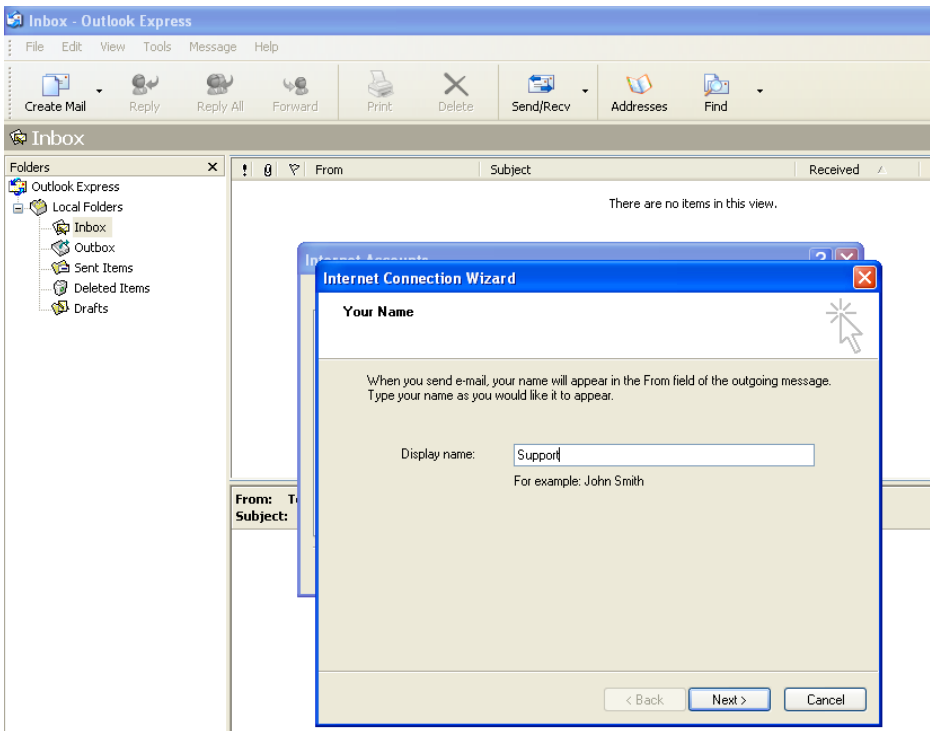 Inbox - Outlook Express
File Edit View Tools Message Help
Create Mail Reply Reply All Forward Print Delete Send/Recv Addresses Find
Inbox
Folders
! From Subject Received
Outlook Express
There are no items in this view.
Local Folders
Inbox
Outbox
Sent Items
Deleted Items
Drafts
Internet Accounts
Internet Connection Wizard
Your Name
When you send e-mail, your name will appear in the From field of the outgoing message.
Type your name as you would like it to appear.
Display name: Support
For example: John Smith
From:
Subject:
< Back Next > Cancel